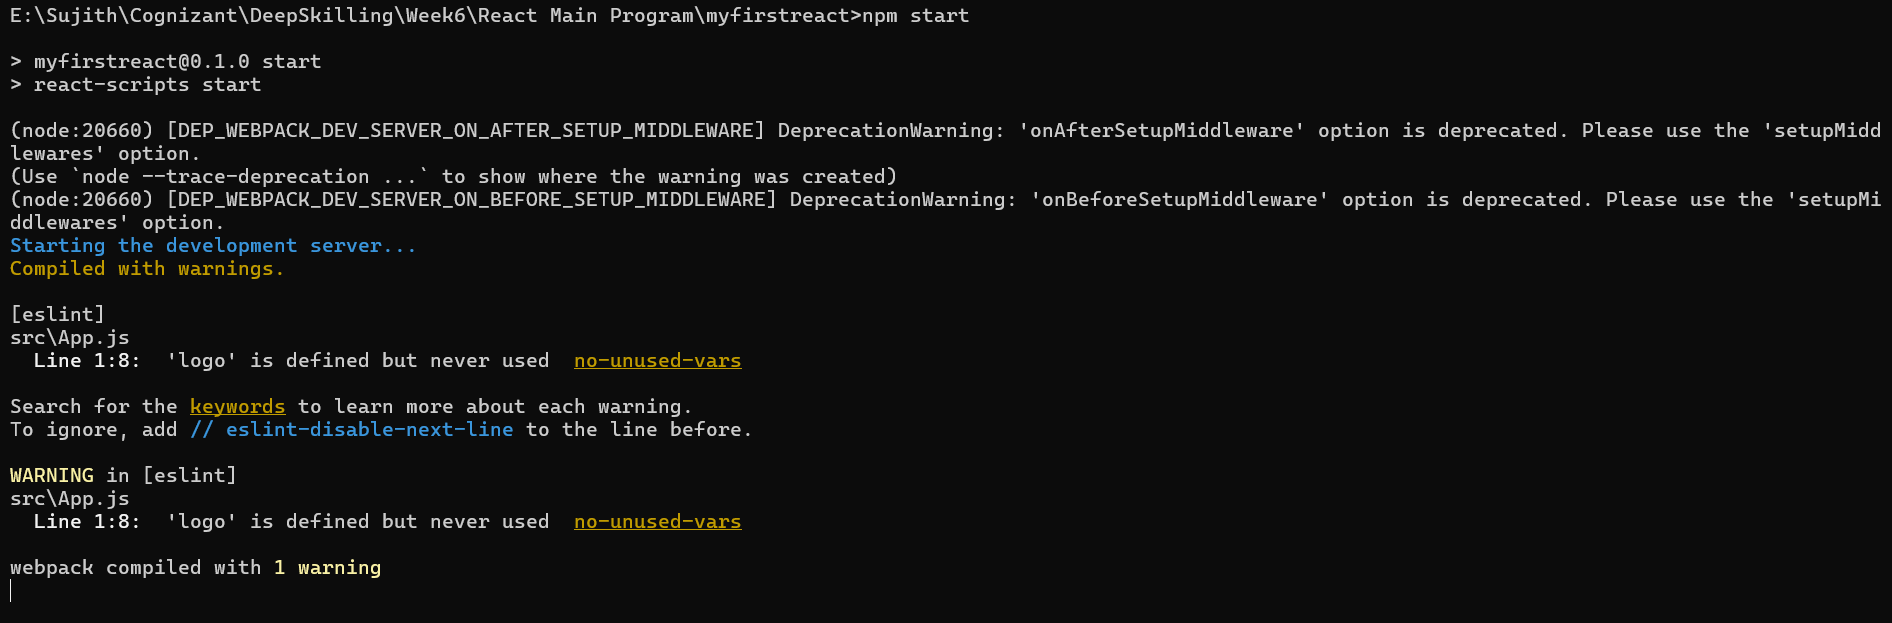 E:\Sujith\Cognizant\DeepSkilling\Week6\React Main Program\myfirstreact>npm start
> myfirstreact@0.1.0 start
> react-scripts start
(node:20660) [DEP_WEBPACK_DEV_SERVER_ON_AFTER_SETUP_MIDDLEWARE] DeprecationWarning: 'onAfterSetupMiddleware' option is deprecated. Please use the 'setupMidd
lewares' option.
(Use `node --trace-deprecation ...` to show where the warning was created)
(node:20660) [DEP_WEBPACK_DEV_SERVER_ON_BEFORE_SETUP_MIDDLEWARE] DeprecationWarning: 'onBeforeSetupMiddleware' option is deprecated. Please use the 'setupMi
ddlewares' option.
Starting the development server...
Compiled with warnings.
[eslint]
src\App.js
  Line 1:8:  'logo' is defined but never used  no-unused-vars
Search for the keywords to learn more about each warning.
To ignore, add // eslint-disable-next-line to the line before.
WARNING in [eslint]
src\App.js
  Line 1:8:  'logo' is defined but never used  no-unused-vars
webpack compiled with 1 warning